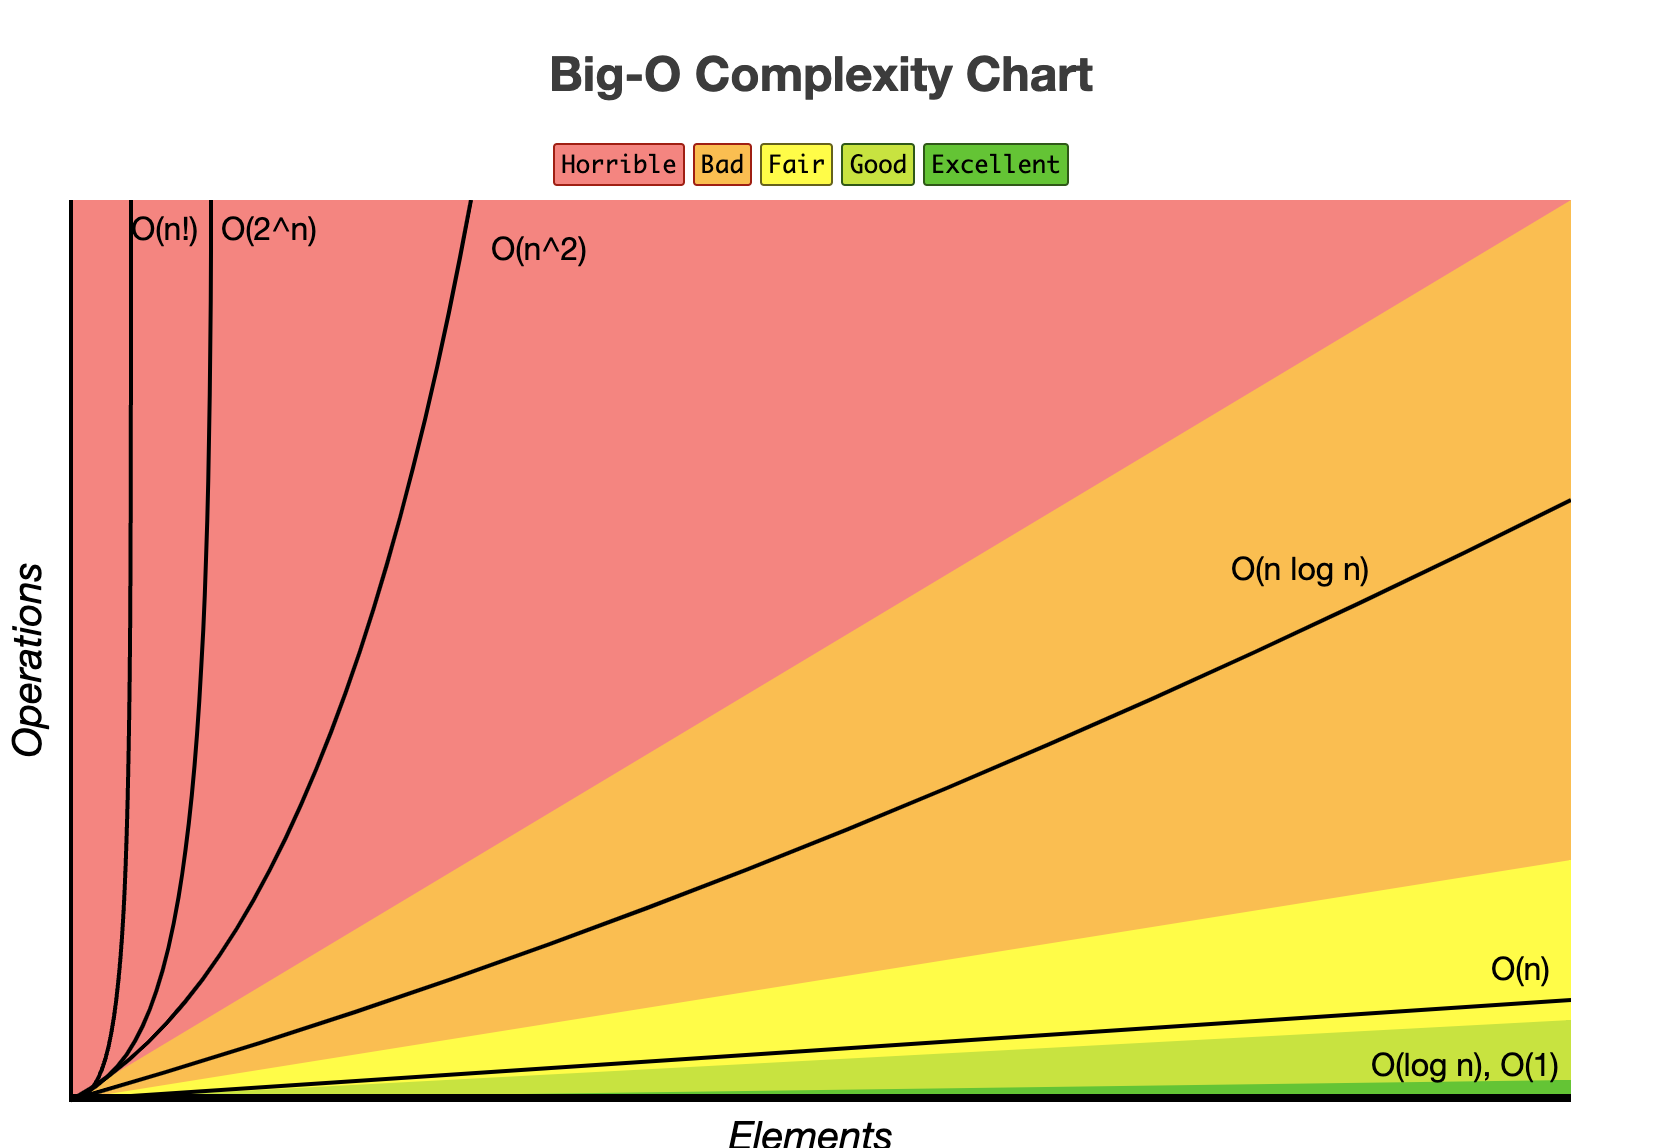 Big-O Complexity Chart
Horrible Bad Fair Good Excellent
O(n!) O(2^n)
O(n^2)
O(n log n)
O(n)
O(log n), O(1)
Operations
Elements